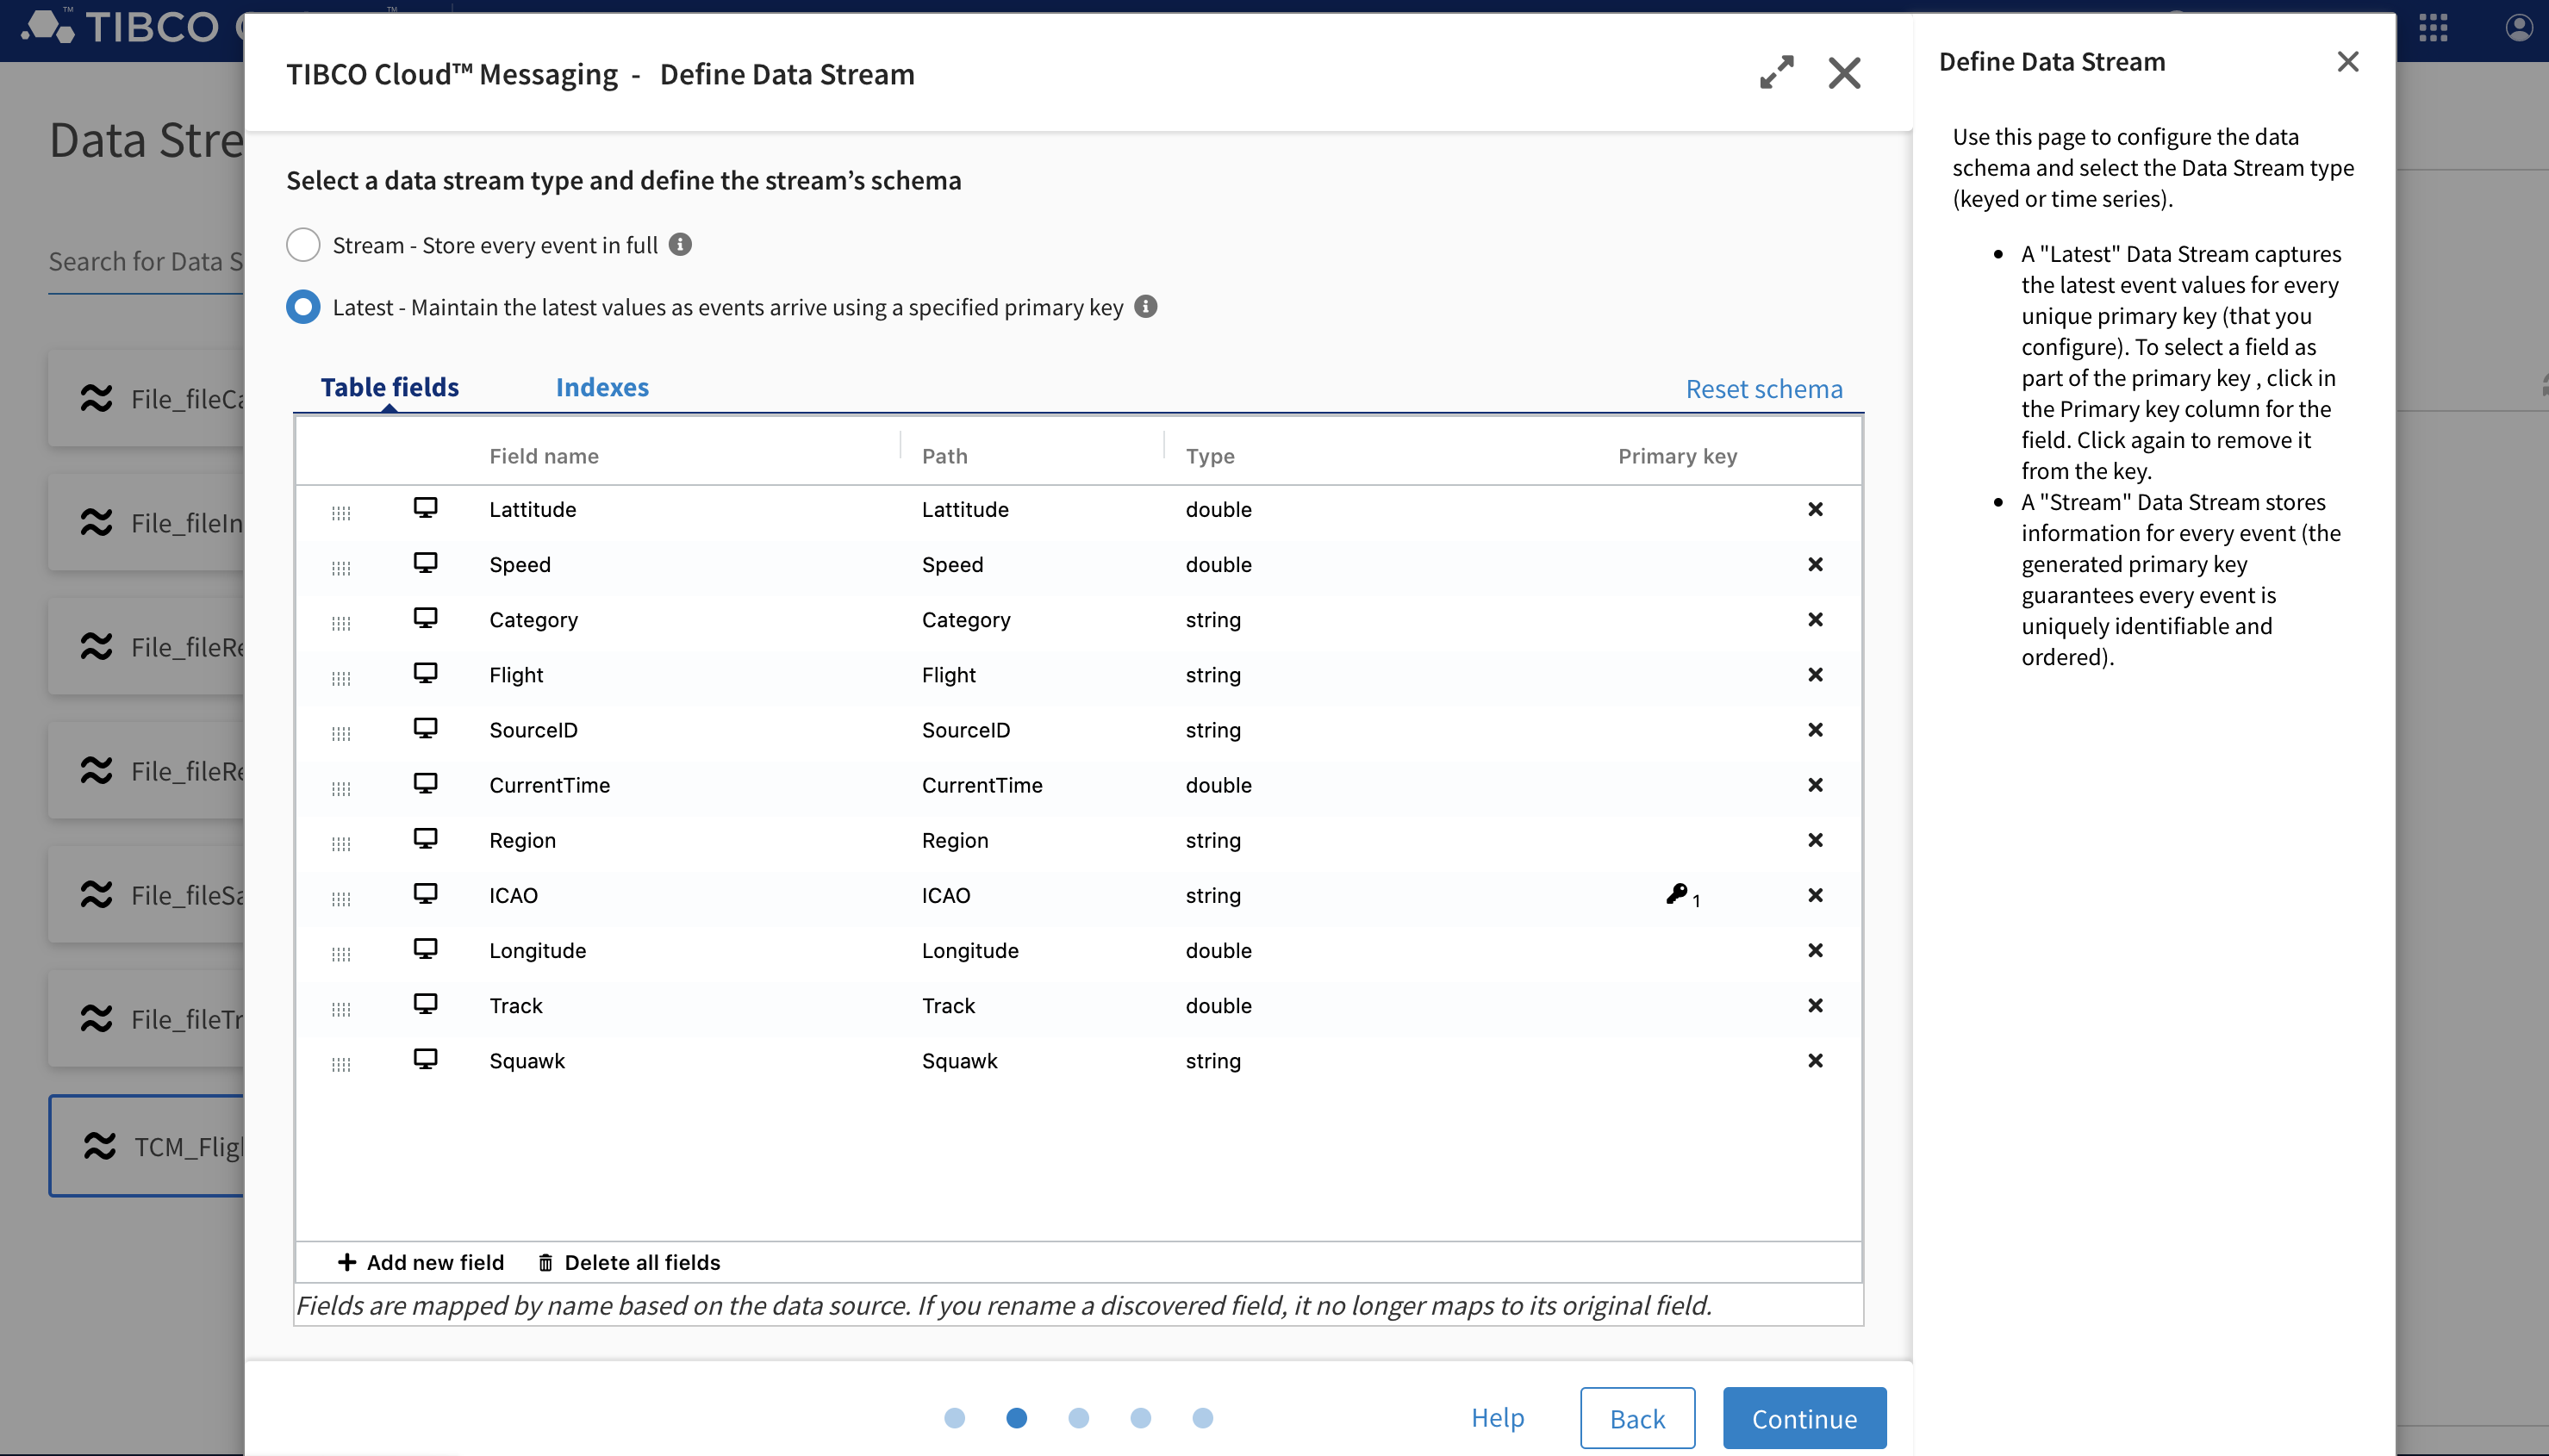 TIBCO
TIBCO Cloud™ Messaging - Define Data Stream
Define Data Stream
Data Stre
Search for Data S
File_fileCa
File_fileIn
File_fileRe
File_fileRe
File_fileSa
File_fileTr
TCM_Flig
Select a data stream type and define the stream's schema
Stream - Store every event in full
Latest - Maintain the latest values as events arrive using a specified primary key
Table fields Indexes Reset schema
Field name Path Type Primary key
Lattitude Lattitude double
Speed Speed double
Category Category string
Flight Flight string
SourceID SourceID string
CurrentTime CurrentTime double
Region Region string
ICAO ICAO string 1
Longitude Longitude double
Track Track double
Squawk Squawk string
Add new field Delete all fields
Fields are mapped by name based on the data source. If you rename a discovered field, it no longer maps to its original field.
Help Back Continue
Use this page to configure the data
schema and select the Data Stream type
(keyed or time series).
• A "Latest" Data Stream captures
the latest event values for every
unique primary key (that you
configure). To select a field as
part of the primary key , click in
the Primary key column for the
field. Click again to remove it
from the key.
• A "Stream" Data Stream stores
information for every event (the
generated primary key
guarantees every event is
uniquely identifiable and
ordered).